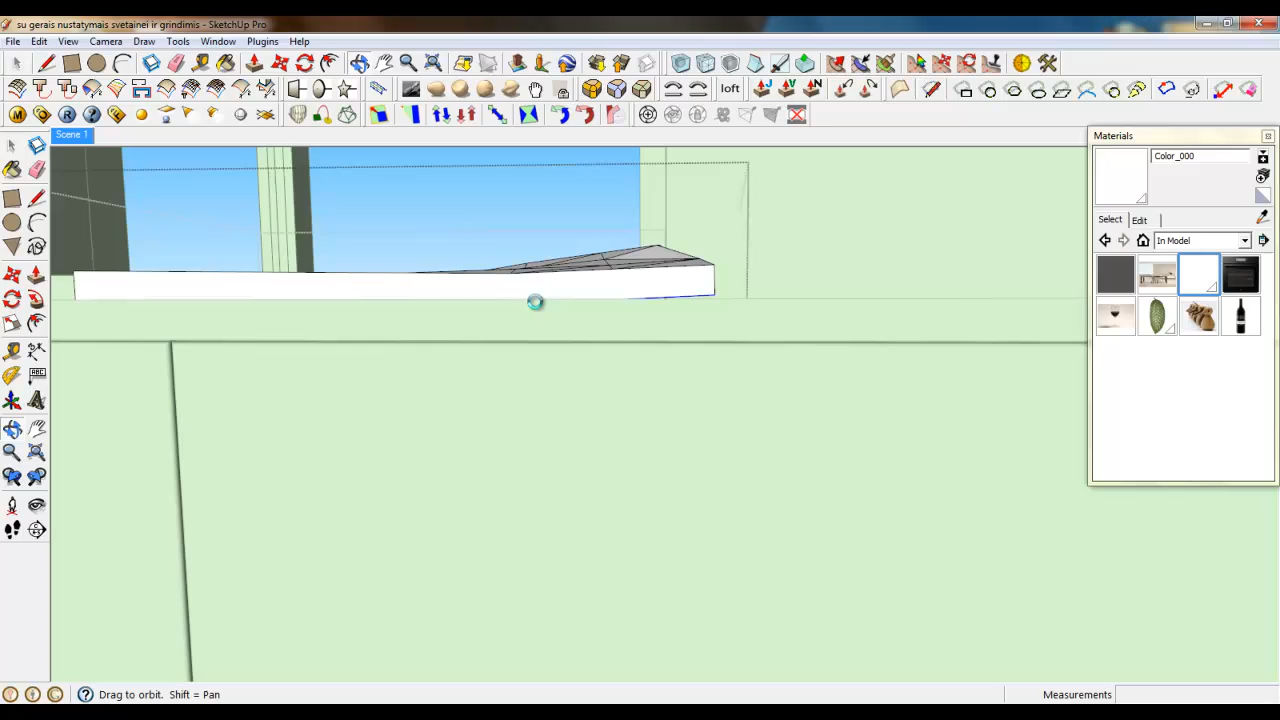 su gerais nustatymais svetainei ir grindimis - SketchUp Pro
File Edit View Camera Draw Tools Window Plugins Help
loft
Scene 1
Materials
Color_000
Select Edit
In Model
ABC
Drag to orbit. Shift = Pan
Measurements